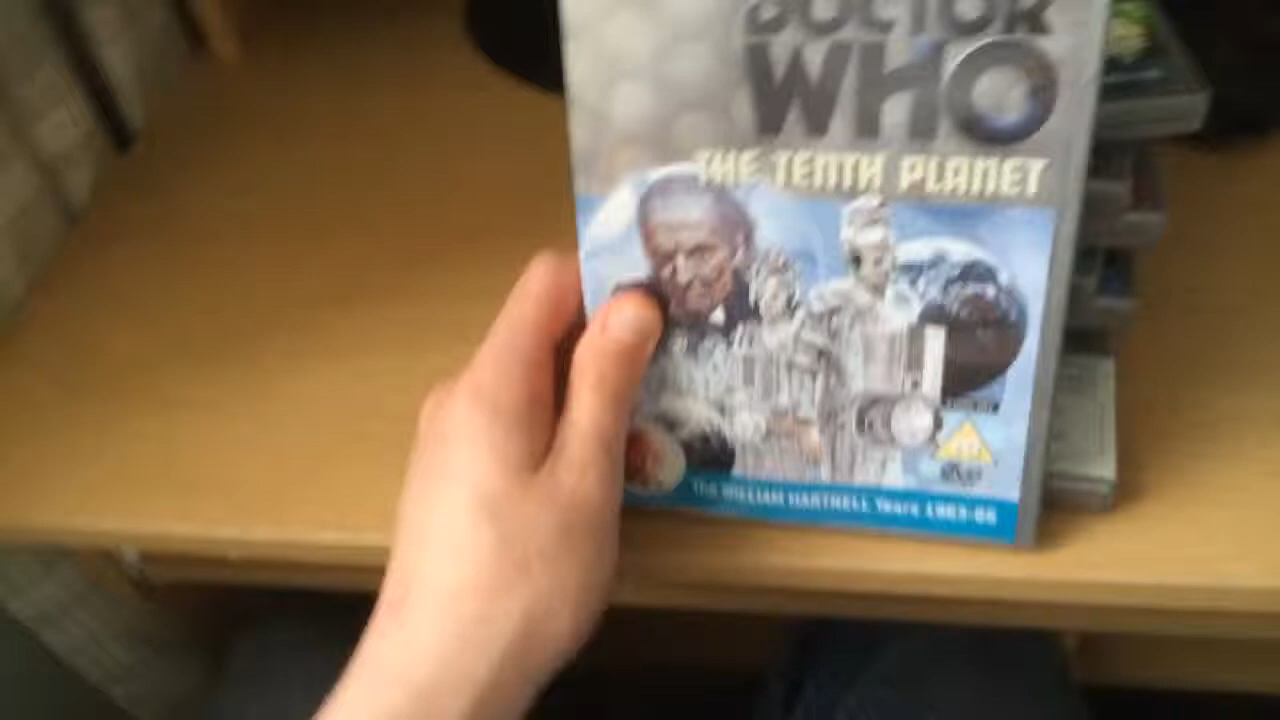 DOCTOR
WHO
THE TENTH PLANET
The WILLIAM HARTNELL Years 1963-66